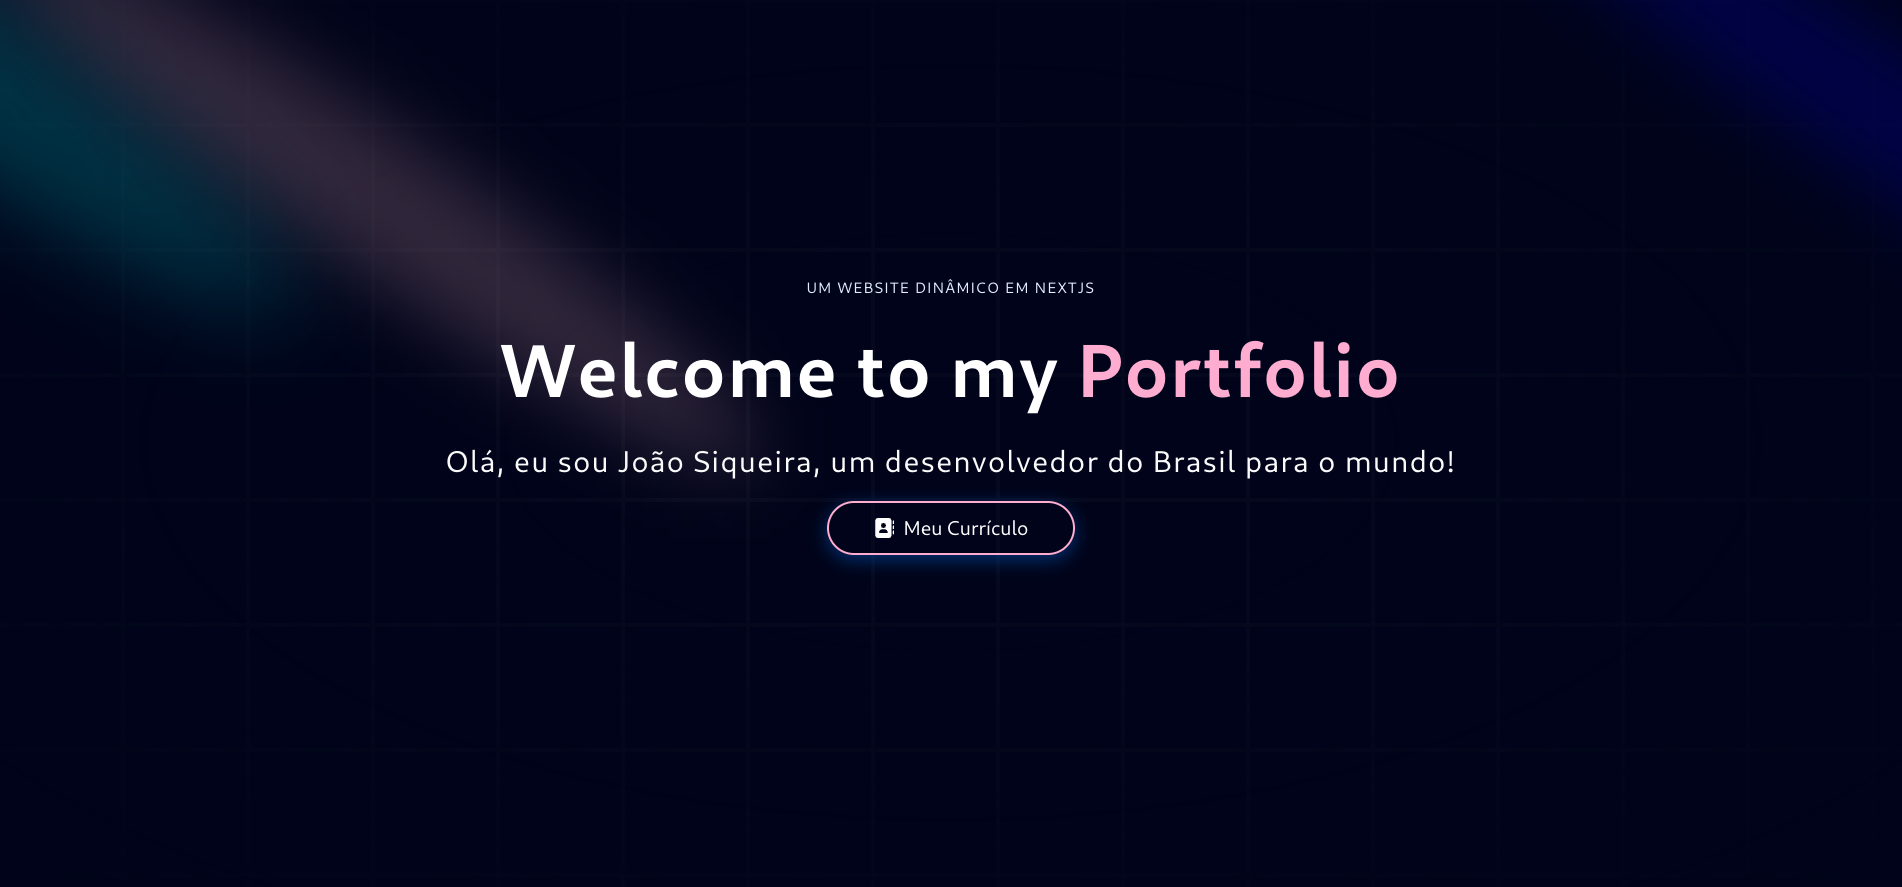 UM WEBSITE DINÂMICO EM NEXTJS
Welcome to my Portfolio
Olá, eu sou João Siqueira, um desenvolvedor do Brasil para o mundo!
Meu Currículo